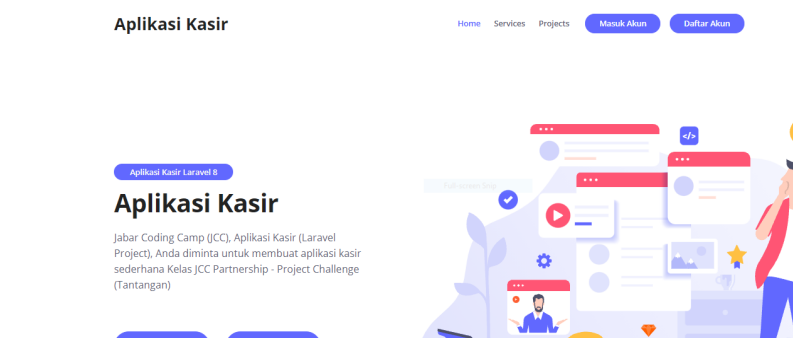 Aplikasi Kasir
Home Services Projects Masuk Akun Daftar Akun
Aplikasi Kasir Laravel 8
Aplikasi Kasir
Jabar Coding Camp (JCC), Aplikasi Kasir (Laravel
Project), Anda diminta untuk membuat aplikasi kasir
sederhana Kelas JCC Partnership - Project Challenge
(Tantangan)